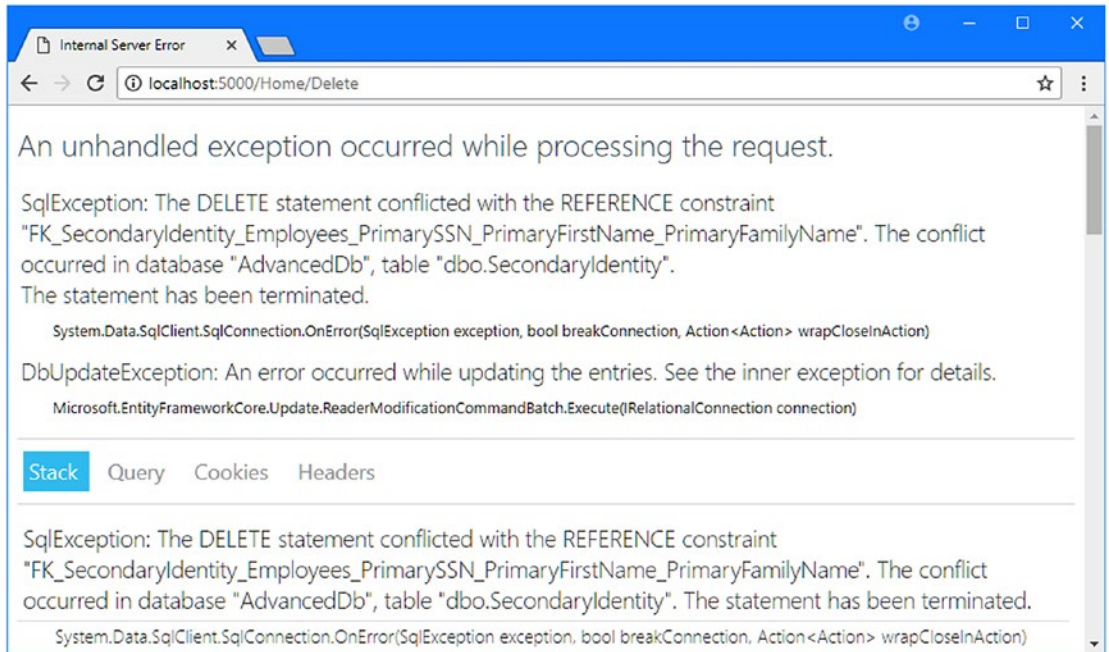 Internal Server Error
localhost:5000/Home/Delete
An unhandled exception occurred while processing the request.
SqlException: The DELETE statement conflicted with the REFERENCE constraint
"FK_SecondaryIdentity_Employees_PrimarySSN_PrimaryFirstName_PrimaryFamilyName". The conflict
occurred in database "AdvancedDb", table "dbo.SecondaryIdentity".
The statement has been terminated.
System.Data.SqlClient.SqlConnection.OnError(SqlException exception, bool breakConnection, Action<Action> wrapCloseInAction)
DbUpdateException: An error occurred while updating the entries. See the inner exception for details.
Microsoft.EntityFrameworkCore.Update.ReaderModificationCommandBatch.Execute(IRelationalConnection connection)
Stack Query Cookies Headers
SqlException: The DELETE statement conflicted with the REFERENCE constraint
"FK_SecondaryIdentity_Employees_PrimarySSN_PrimaryFirstName_PrimaryFamilyName". The conflict
occurred in database "AdvancedDb", table "dbo.SecondaryIdentity". The statement has been terminated.
System.Data.SqlClient.SqlConnection.OnError(SqlException exception, bool breakConnection, Action<Action> wrapCloseInAction)